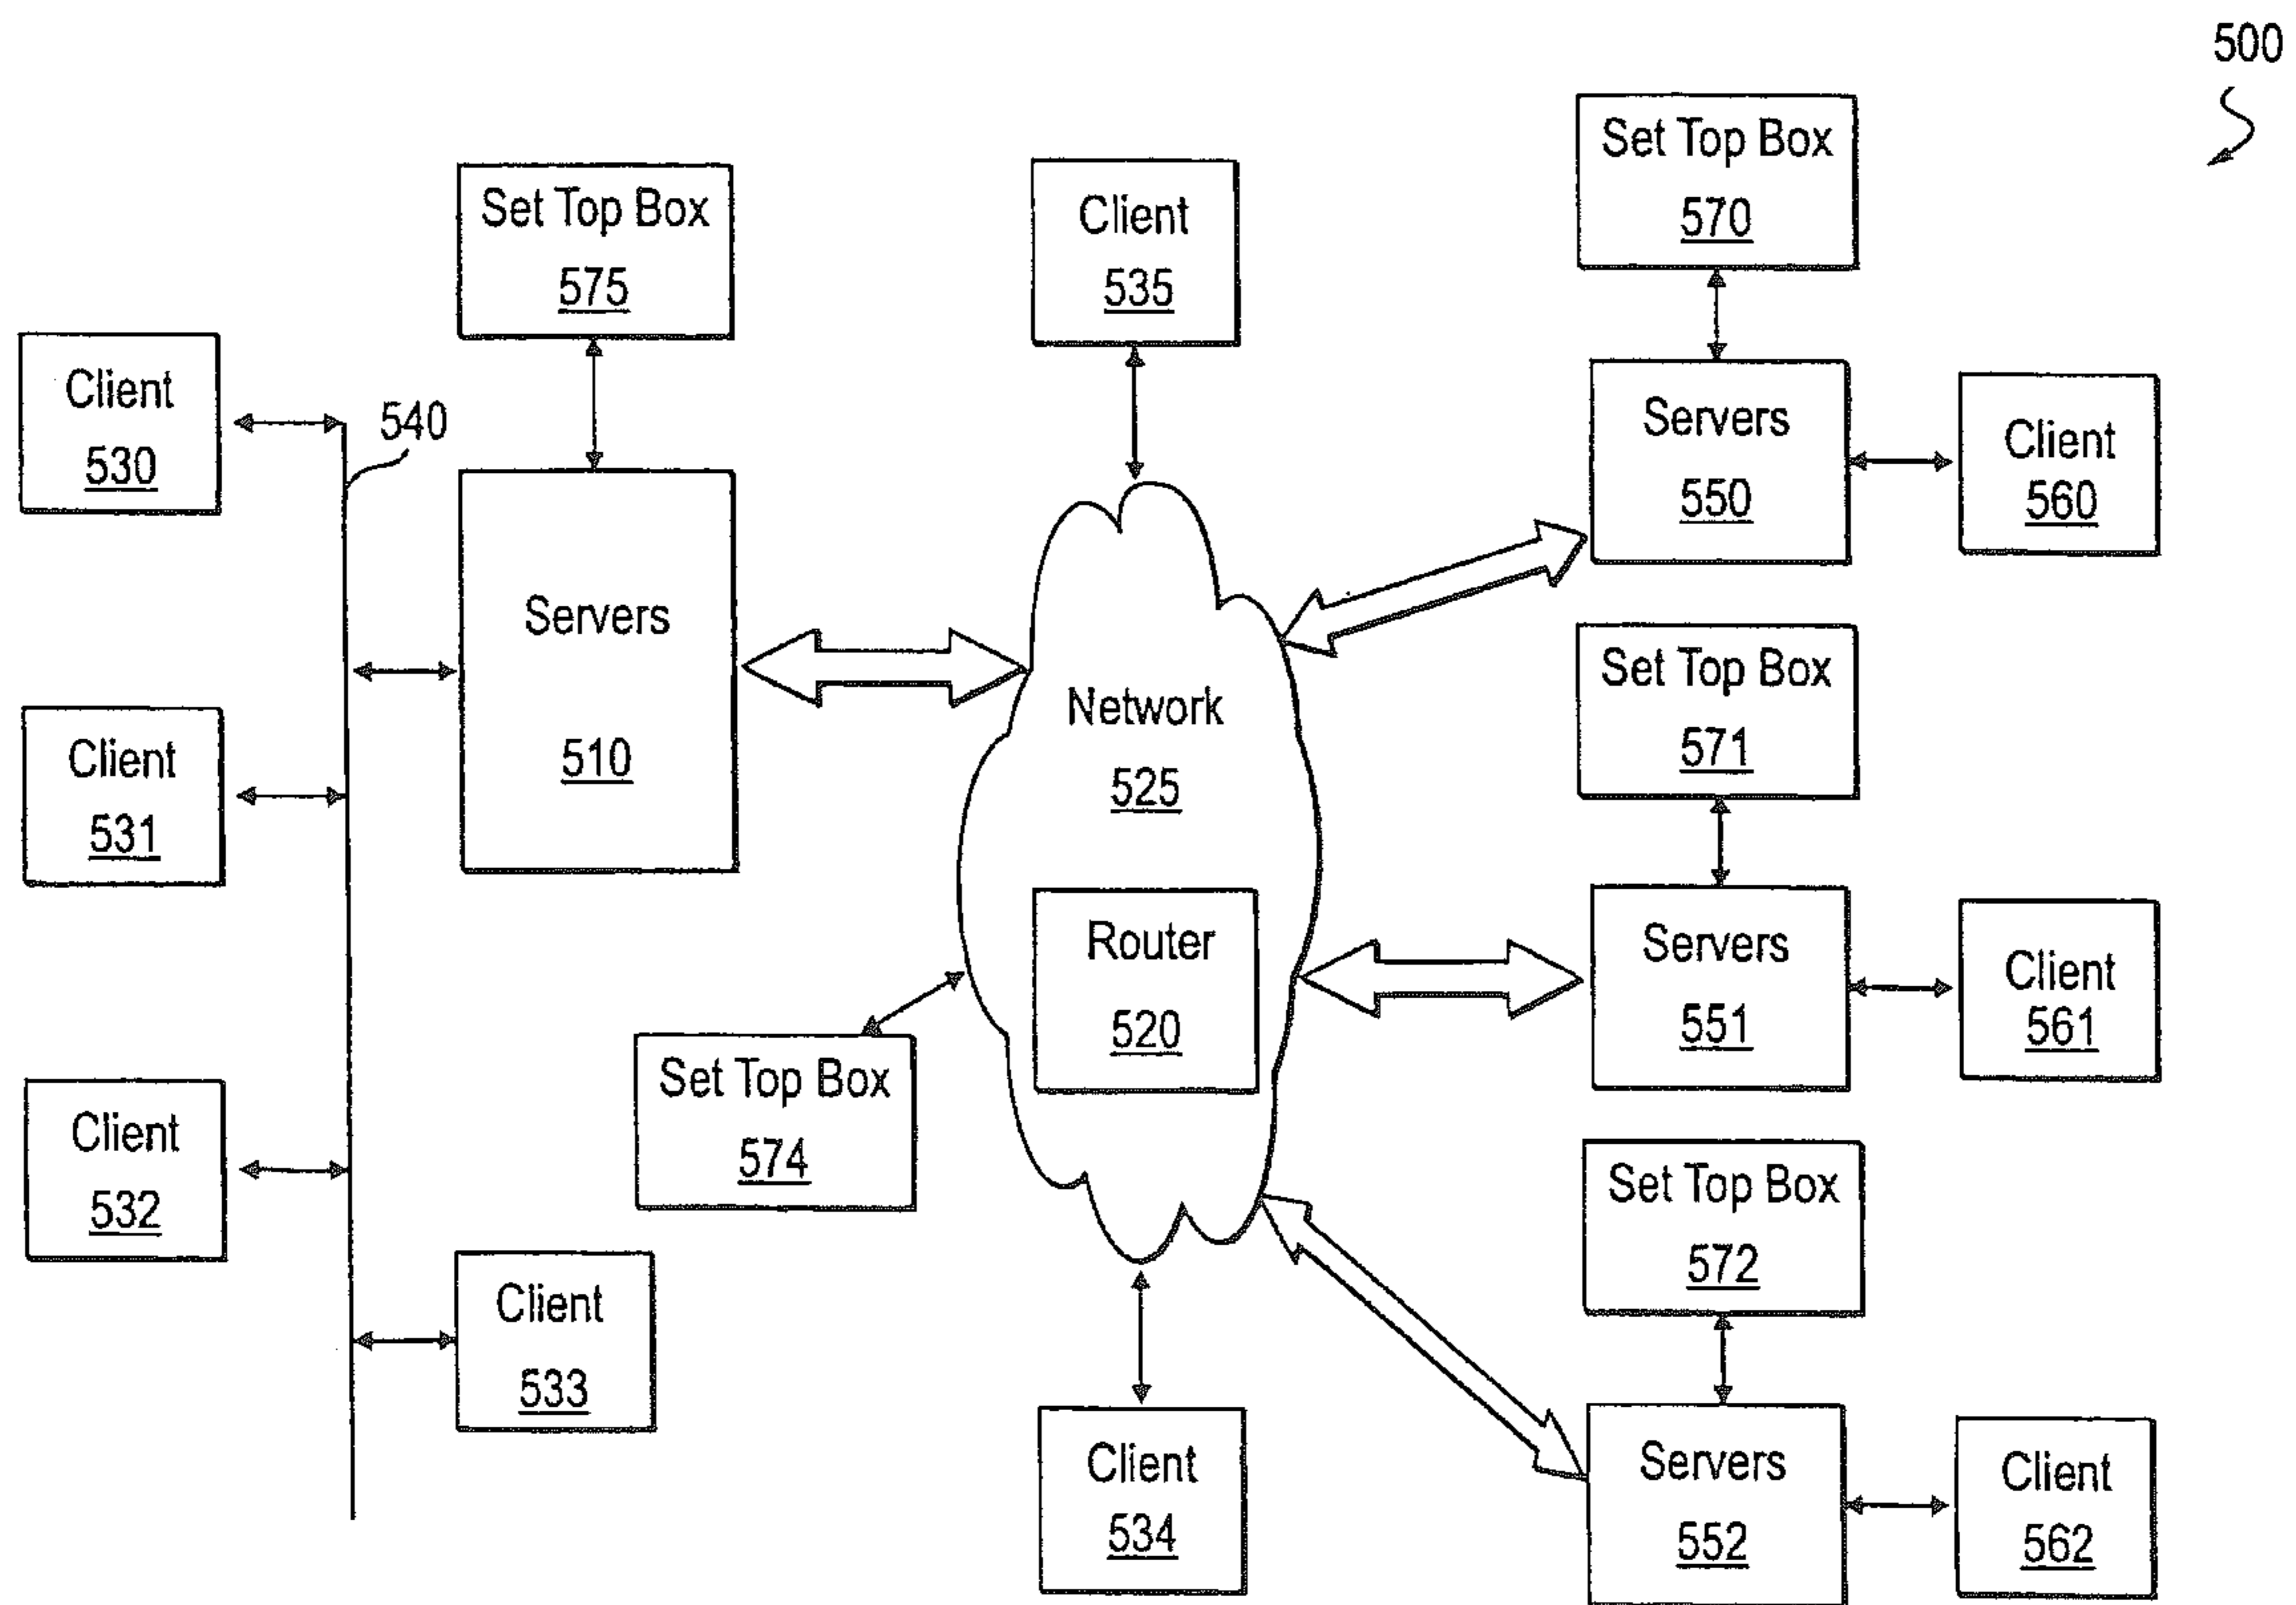 500
Set Top Box
570
Set Top Box
575
Client
535
Client
530
540
Servers
550
Client
560
Servers
510
Set Top Box
571
Network
525
Client
531
Router
520
Servers
551
Client
561
Set Top Box
574
Client
532
Set Top Box
572
Client
533
Client
534
Servers
552
Client
562